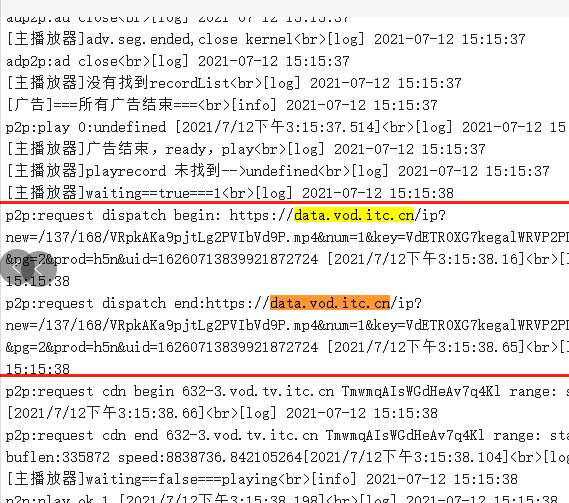 adp2p:ad close<br>[log] 2021-07-12 15:15:37
[主播放器]adv.seg.ended,close kernel<br>[log] 2021-07-12 15:15:37
adp2p:ad close<br>[log] 2021-07-12 15:15:37
[主播放器]没有找到recordList<br>[log] 2021-07-12 15:15:37
[广告]===所有广告结束===<br>[info] 2021-07-12 15:15:37
p2p:play 0:undefined [2021/7/12下午3:15:37.514]<br>[log] 2021-07-12 15
[主播放器]广告结束，ready，play<br>[log] 2021-07-12 15:15:37
[主播放器]playrecord 未找到-->undefined<br>[log] 2021-07-12 15:15:37
[主播放器]waiting==true===1<br>[log] 2021-07-12 15:15:38
p2p:request dispatch begin: https://data.vod.itc.cn/ip?
new=/137/168/VRpkAKa9pjtLg2PVIbVd9P.mp4&num=1&key=VdETROXG7kegalWRVP2PD
&pg=2&prod=h5n&uid=16260713839921872724 [2021/7/12下午3:15:38.16]<br>[l
15:15:38
p2p:request dispatch end:https://data.vod.itc.cn/ip?
new=/137/168/VRpkAKa9pjtLg2PVIbVd9P.mp4&num=1&key=VdETROXG7kegalWRVP2PD
&pg=2&prod=h5n&uid=16260713839921872724 [2021/7/12下午3:15:38.65]<br>[l
15:15:38
p2p:request cdn begin 632-3.vod.tv.itc.cn TmwmqAIsWGdHeAv7q4Kl range: s
[2021/7/12下午3:15:38.66]<br>[log] 2021-07-12 15:15:38
p2p:request cdn end 632-3.vod.tv.itc.cn TmwmqAIsWGdHeAv7q4Kl range: sta
buflen:335872 speed:8838736.842105264[2021/7/12下午3:15:38.104]<br>[log
[主播放器]waiting==false===playing<br>[info] 2021-07-12 15:15:38
p2p:play ok 1 [2021/7/12下午3:15:38.198]<br>[log] 2021-07-12 15:15:38